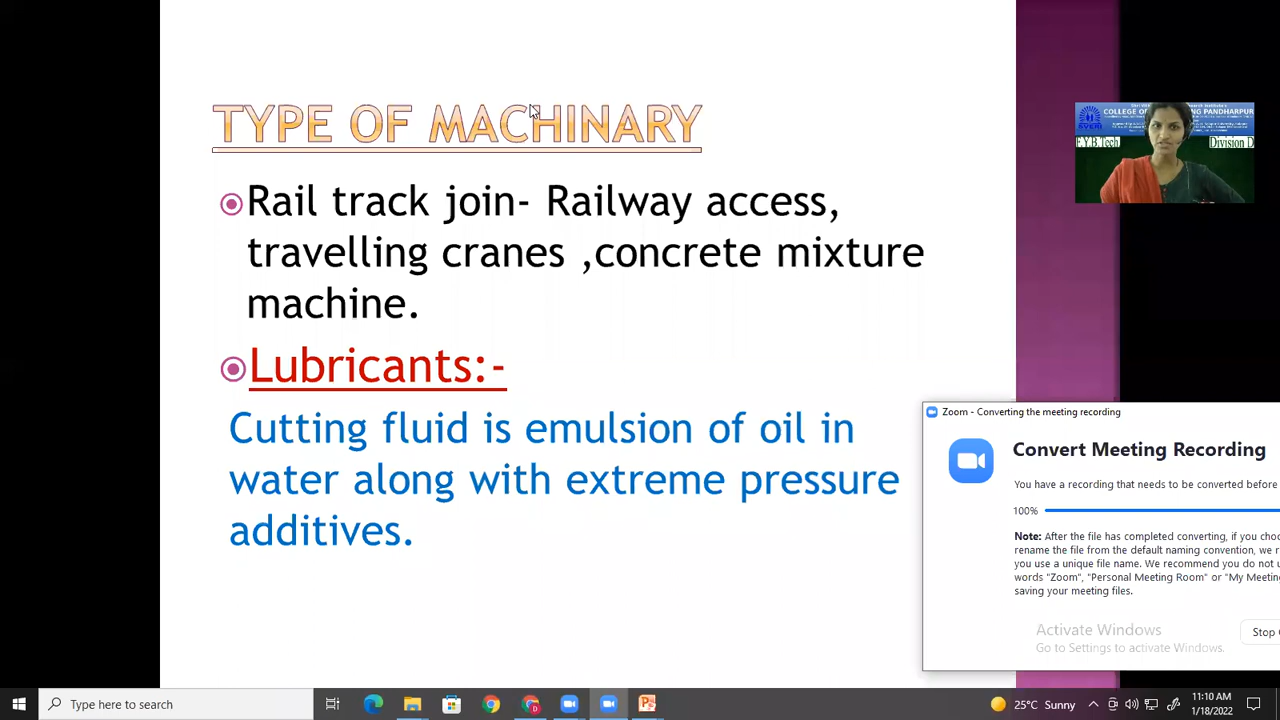 TYPE OF MACHINARY
Rail track join- Railway access,
travelling cranes ,concrete mixture
machine.
Lubricants:-
Cutting fluid is emulsion of oil in
water along with extreme pressure
additives.
COLLEGE OF
PANDHARPUR
F.Y.B.Tech
Division D
Zoom - Converting the meeting recording
Convert Meeting Recording
You have a recording that needs to be converted before
100%
Note: After the file has completed converting, if you choo
rename the file from the default naming convention, we r
you use a unique file name. We recommend you do not u
words "Zoom", "Personal Meeting Room" or "My Meeting
saving your meeting files.
Activate Windows
Go to Settings to activate Windows.
Stop
Type here to search
25°C Sunny
11:10 AM
1/18/2022